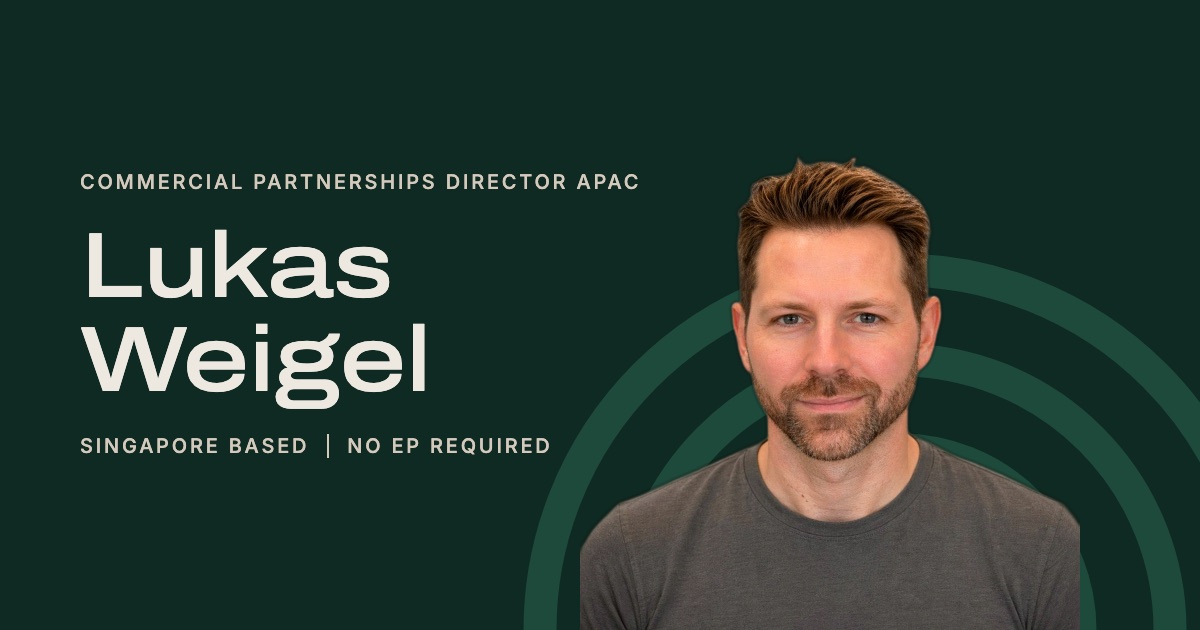 COMMERCIAL PARTNERSHIPS DIRECTOR APAC
Lukas
Weigel
SINGAPORE BASED | NO EP REQUIRED